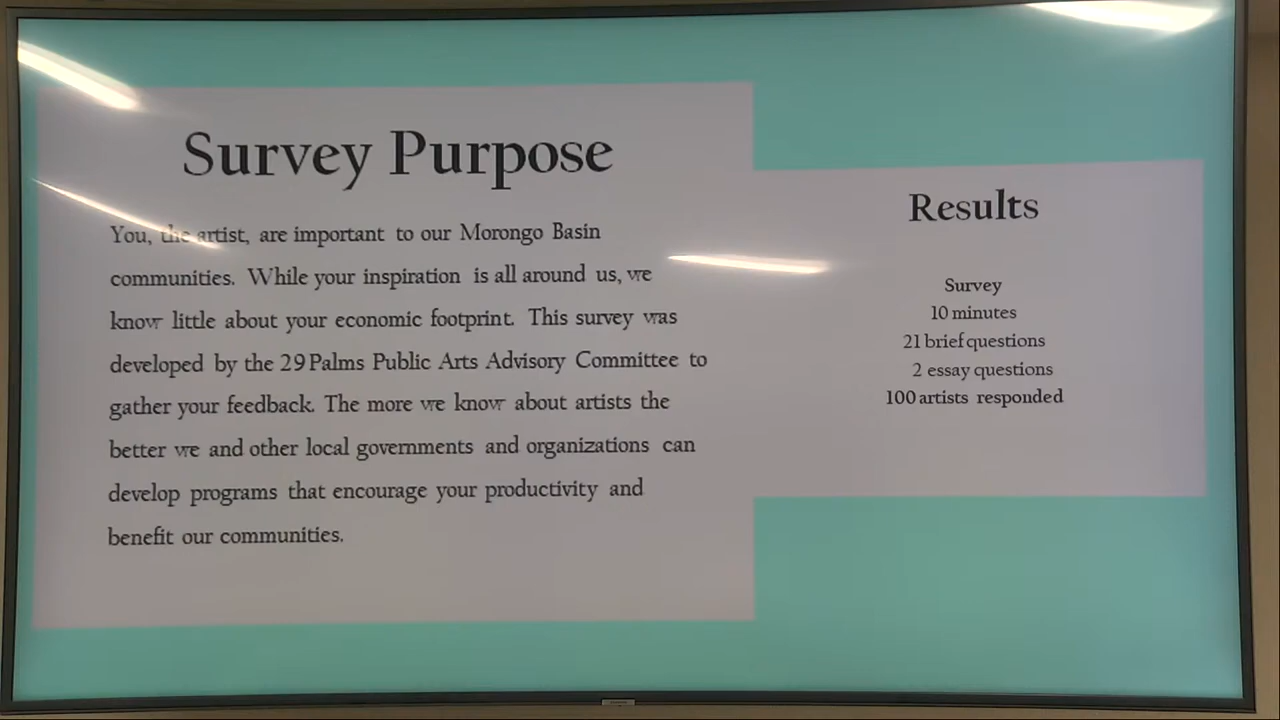 Survey Purpose
You, the artist, are important to our Morongo Basin
communities. While your inspiration is all around us, we
know little about your economic footprint. This survey was
developed by the 29 Palms Public Arts Advisory Committee to
gather your feedback. The more we know about artists the
better we and other local governments and organizations can
develop programs that encourage your productivity and
benefit our communities.
Results
Survey
10 minutes
21 brief questions
2 essay questions
100 artists responded